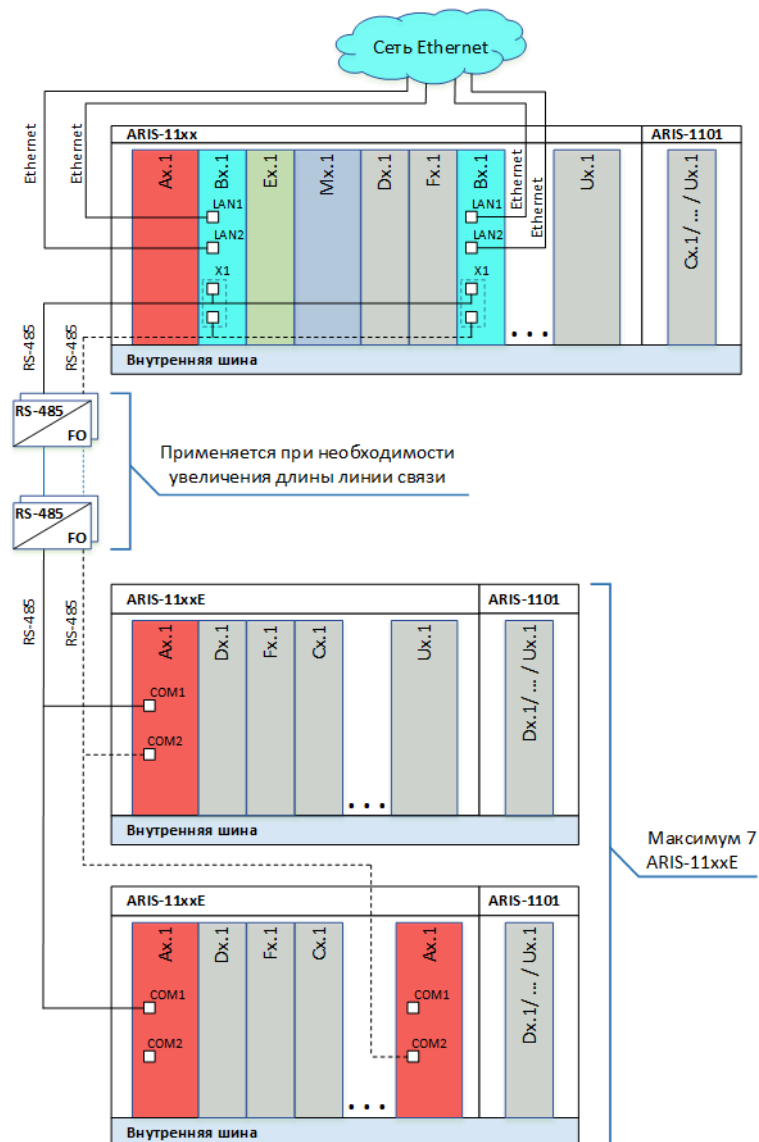 Сеть Ethernet
Ethernet
Ethernet
ARIS-11xx
ARIS-1101
Ax.1
Bx.1
Ex.1
Mx.1
Dx.1
Fx.1
Bx.1
Ethernet
Ethernet
Ux.1
Cx.1/ ... / Ux.1
LAN1
LAN2
X1
LAN1
LAN2
X1
...
Внутренняя шина
RS-485
RS-485
RS-485
FO
RS-485
FO
Применяется при необходимости
увеличения длины линии связи
RS-485
RS-485
ARIS-11xxE
ARIS-1101
Ax.1
Dx.1
Fx.1
Cx.1
Ux.1
Dx.1/ ... / Ux.1
COM1
COM2
...
Внутренняя шина
Максимум 7
ARIS-11xxE
ARIS-11xxE
ARIS-1101
Ax.1
Dx.1
Fx.1
Cx.1
Ax.1
Dx.1/ ... / Ux.1
COM1
COM2
COM1
COM2
...
Внутренняя шина